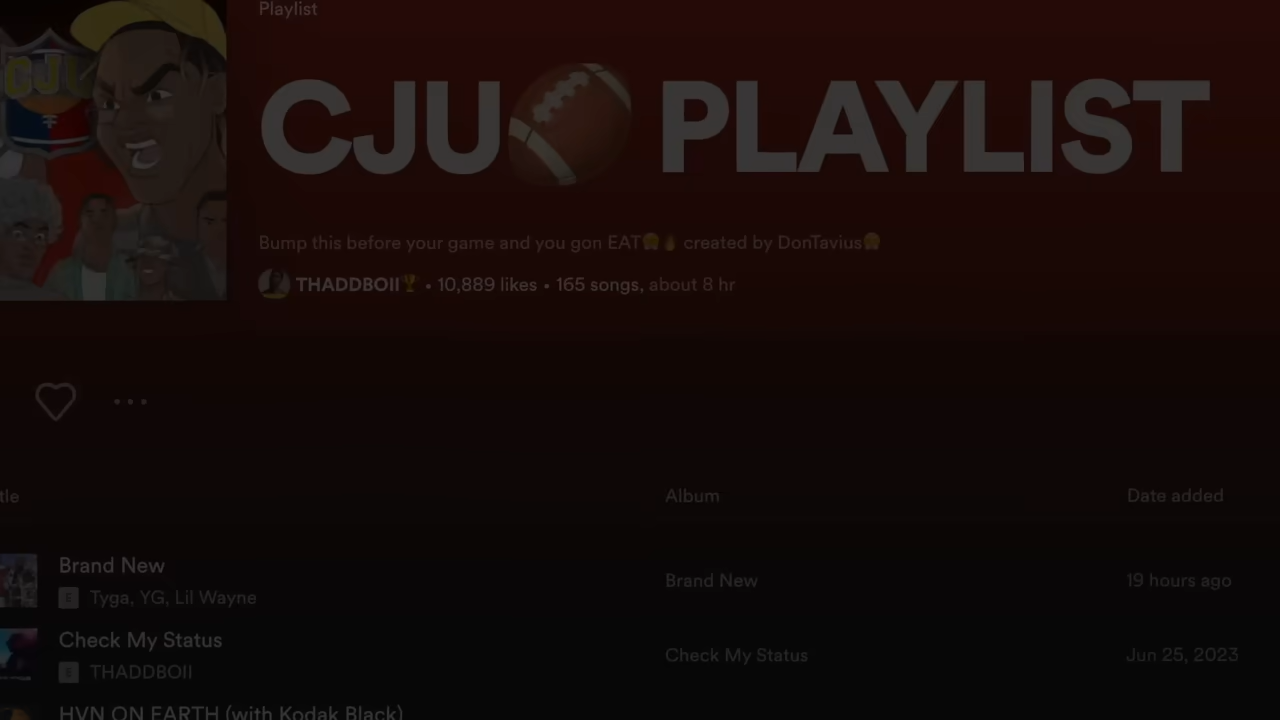 Playlist
CJU🏈 PLAYLIST
CJU
Bump this before your game and you gon EAT created by DonTavius
THADDBOII🏆 • 10,889 likes • 165 songs, about 8 hr
tle Album Date added
Brand New Brand New 19 hours ago
E Tyga, YG, Lil Wayne
Check My Status Check My Status Jun 25, 2023
E THADDBOII
HVN ON EARTH (with Kodak Black)